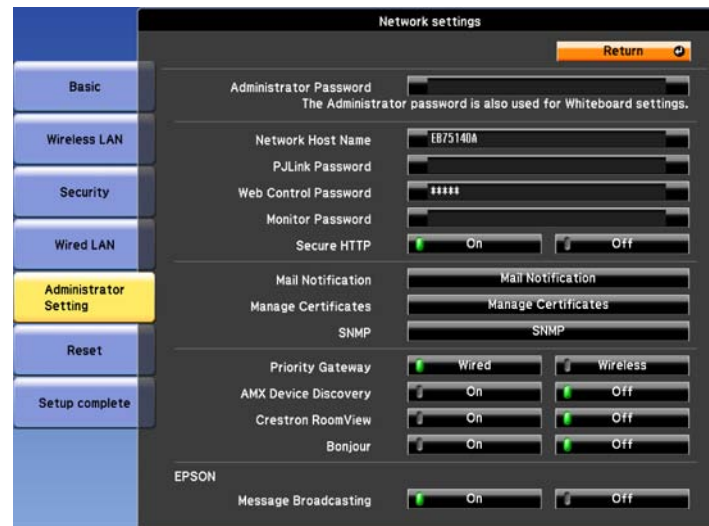 Network settings
Return
Basic
Wireless LAN
Security
Wired LAN
Administrator
Setting
Reset
Setup complete
Administrator Password
The Administrator password is also used for Whiteboard settings.
Network Host Name EB75140A
PJLink Password
Web Control Password *****
Monitor Password
Secure HTTP On Off
Mail Notification Mail Notification
Manage Certificates Manage Certificates
SNMP SNMP
Priority Gateway Wired Wireless
AMX Device Discovery On Off
Crestron RoomView On Off
Bonjour On Off
EPSON
Message Broadcasting On Off